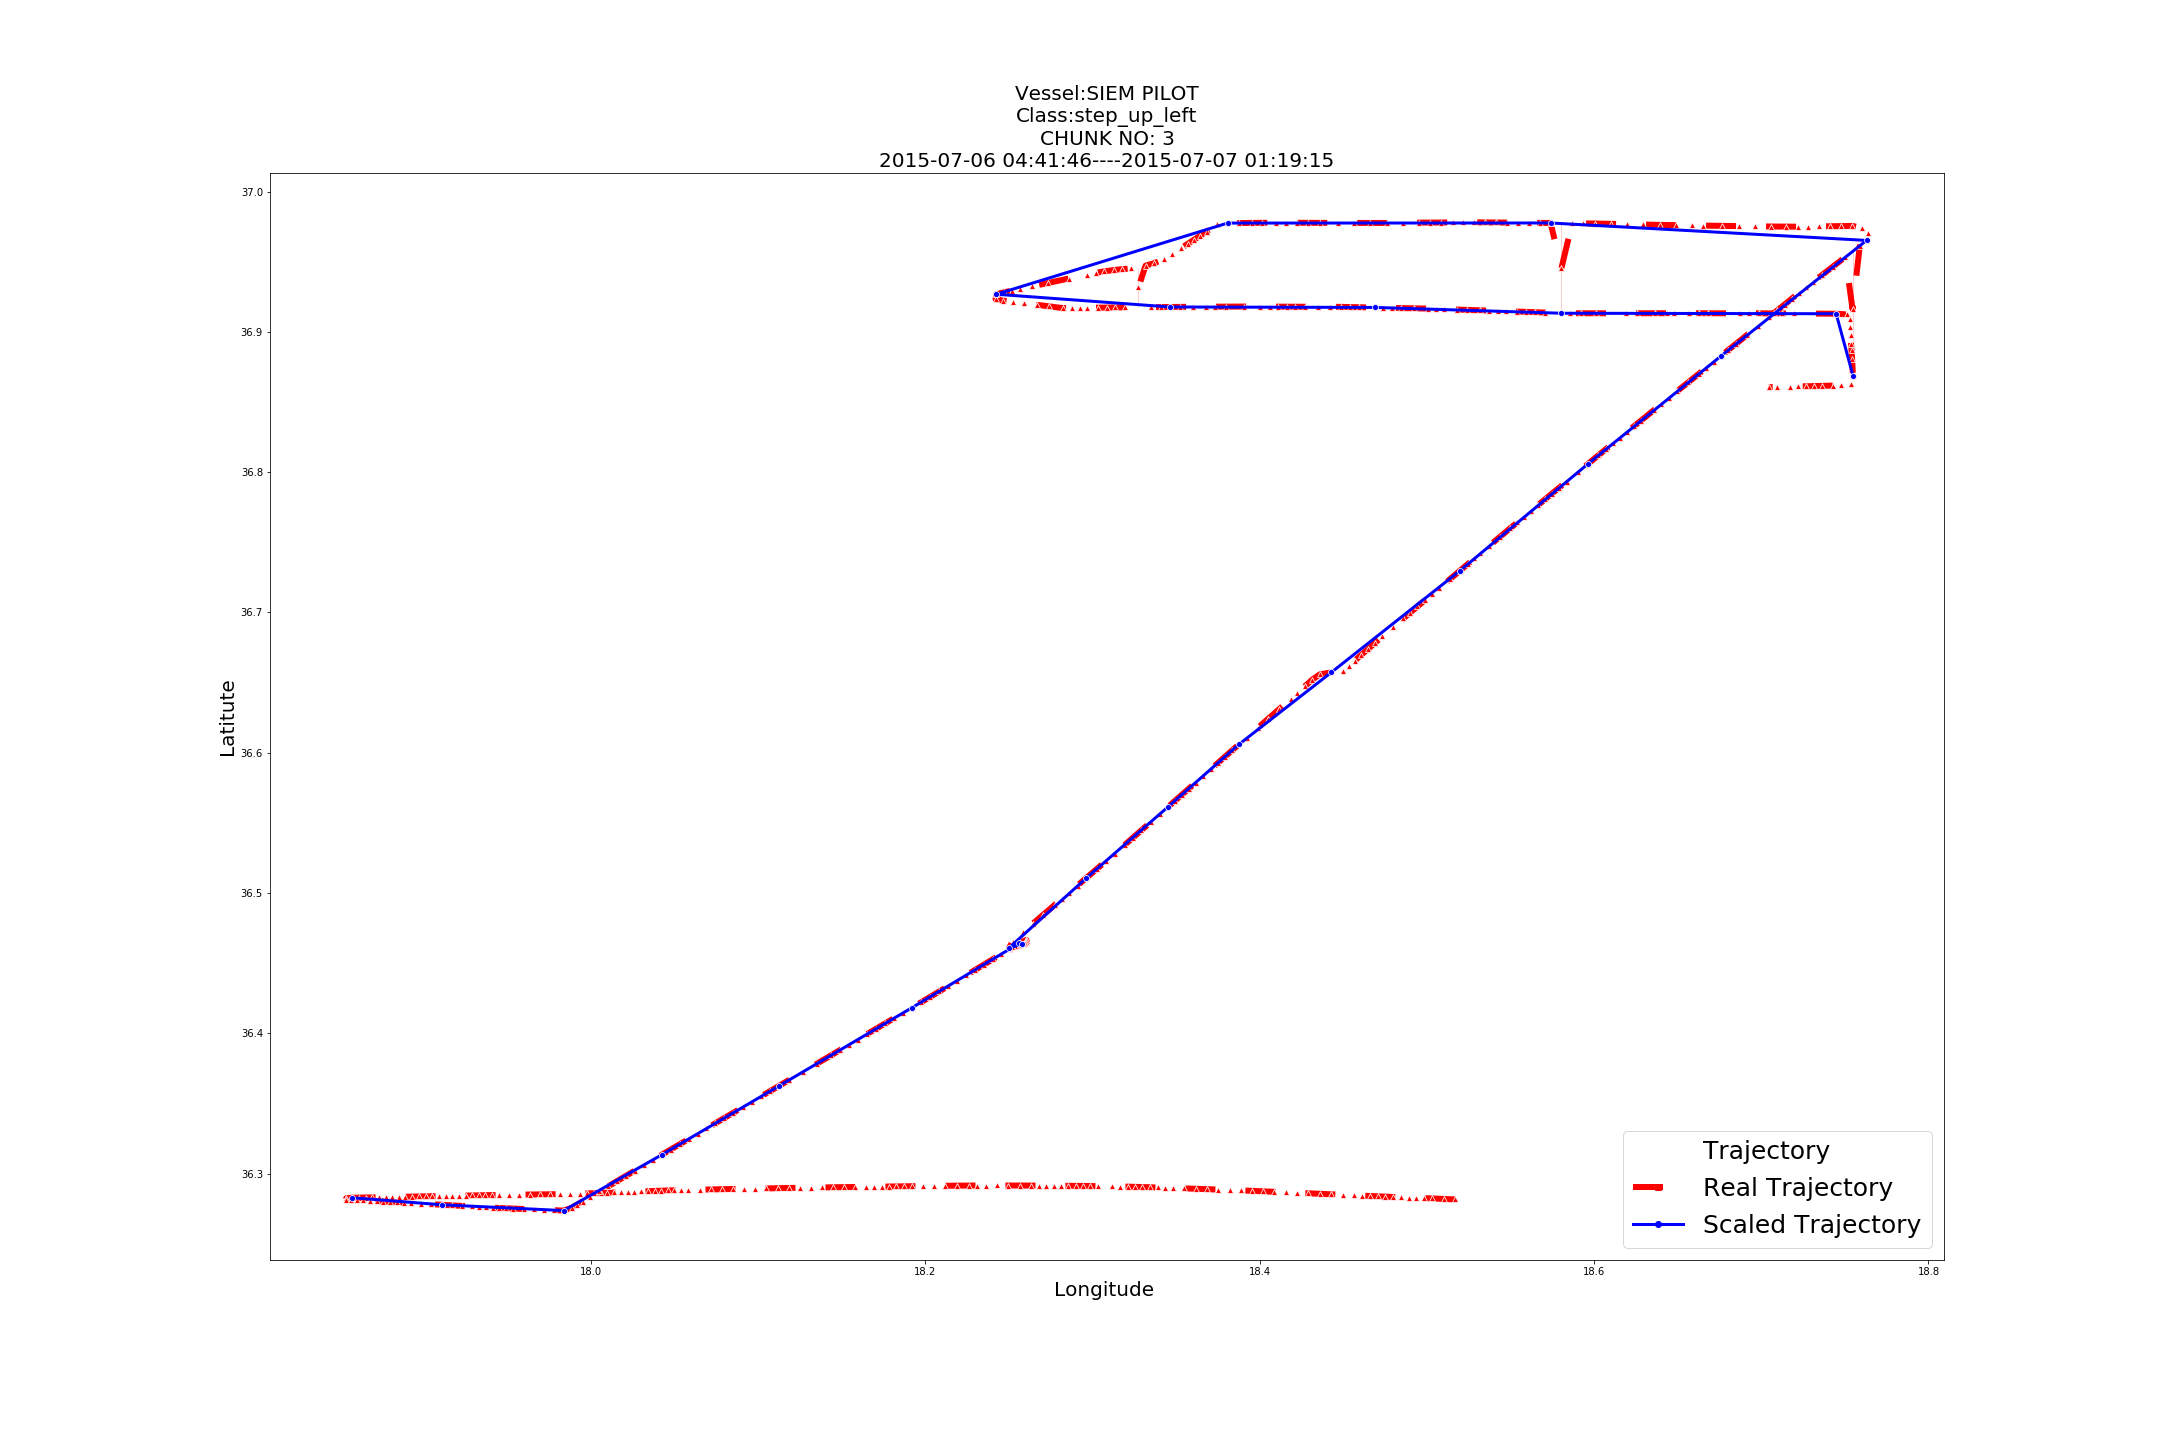 Vessel:SIEM PILOT
Class:step_up_left
CHUNK NO: 3
2015-07-06 04:41:46----2015-07-07 01:19:15
37.0
36.9
36.8
36.7
36.6
36.5
36.4
36.3
Latitute
18.0
18.2
18.4
18.6
18.8
Longitude
Trajectory
Real Trajectory
Scaled Trajectory